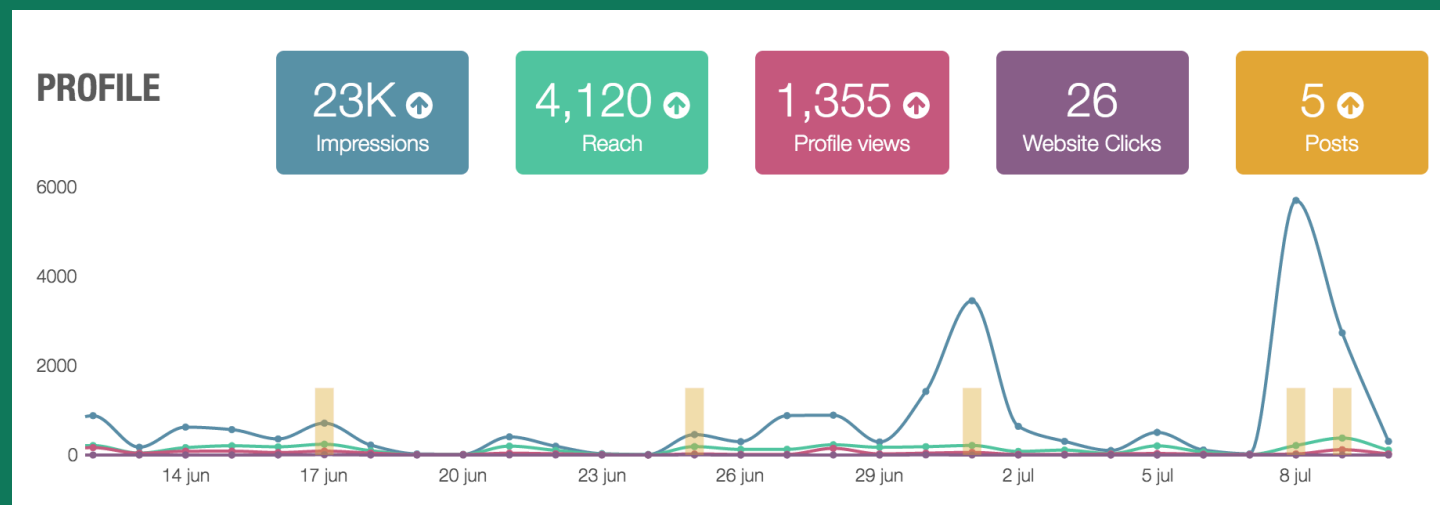 PROFILE
23K
Impressions
4,120
Reach
1,355
Profile views
26
Website Clicks
5
Posts
6000
4000
2000
0
14 jun 17 jun 20 jun 23 jun 26 jun 29 jun 2 jul 5 jul 8 jul